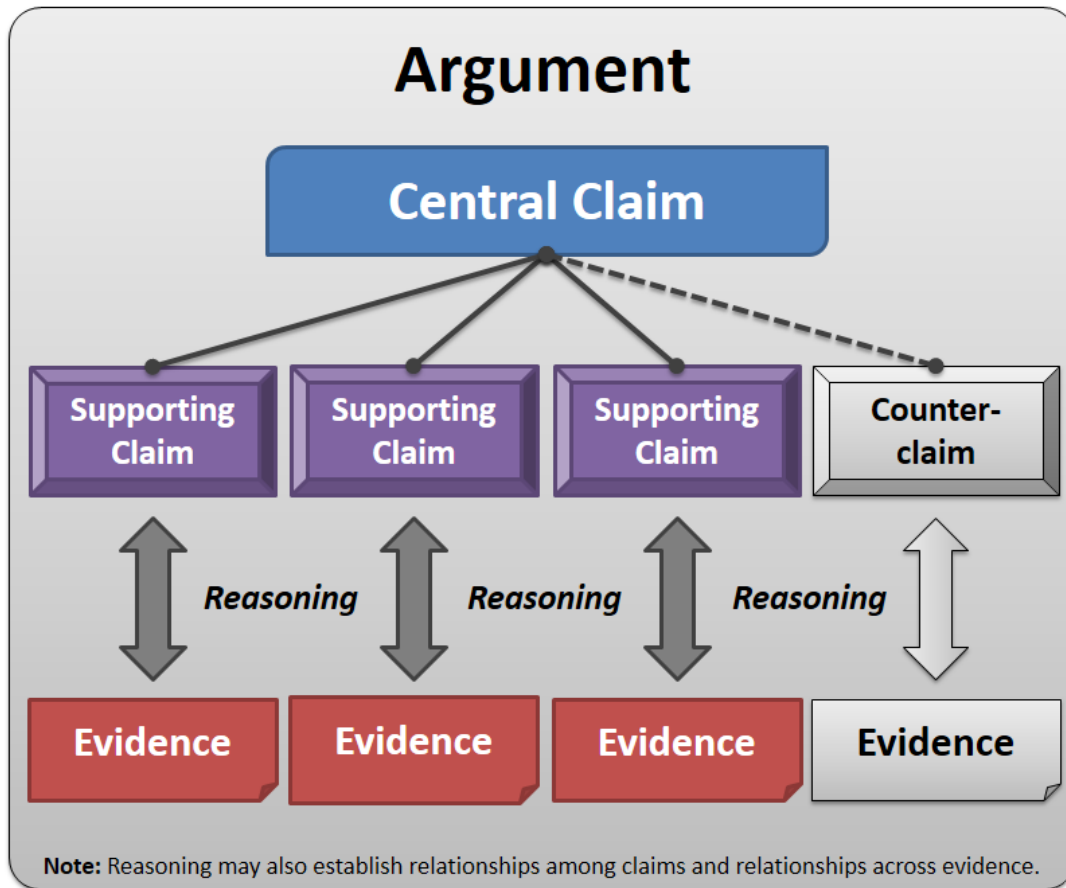 Argument
Central Claim
Supporting
Claim
Supporting
Claim
Supporting
Claim
Counter-
claim
Reasoning
Reasoning
Reasoning
Evidence
Evidence
Evidence
Evidence
Note: Reasoning may also establish relationships among claims and relationships across evidence.